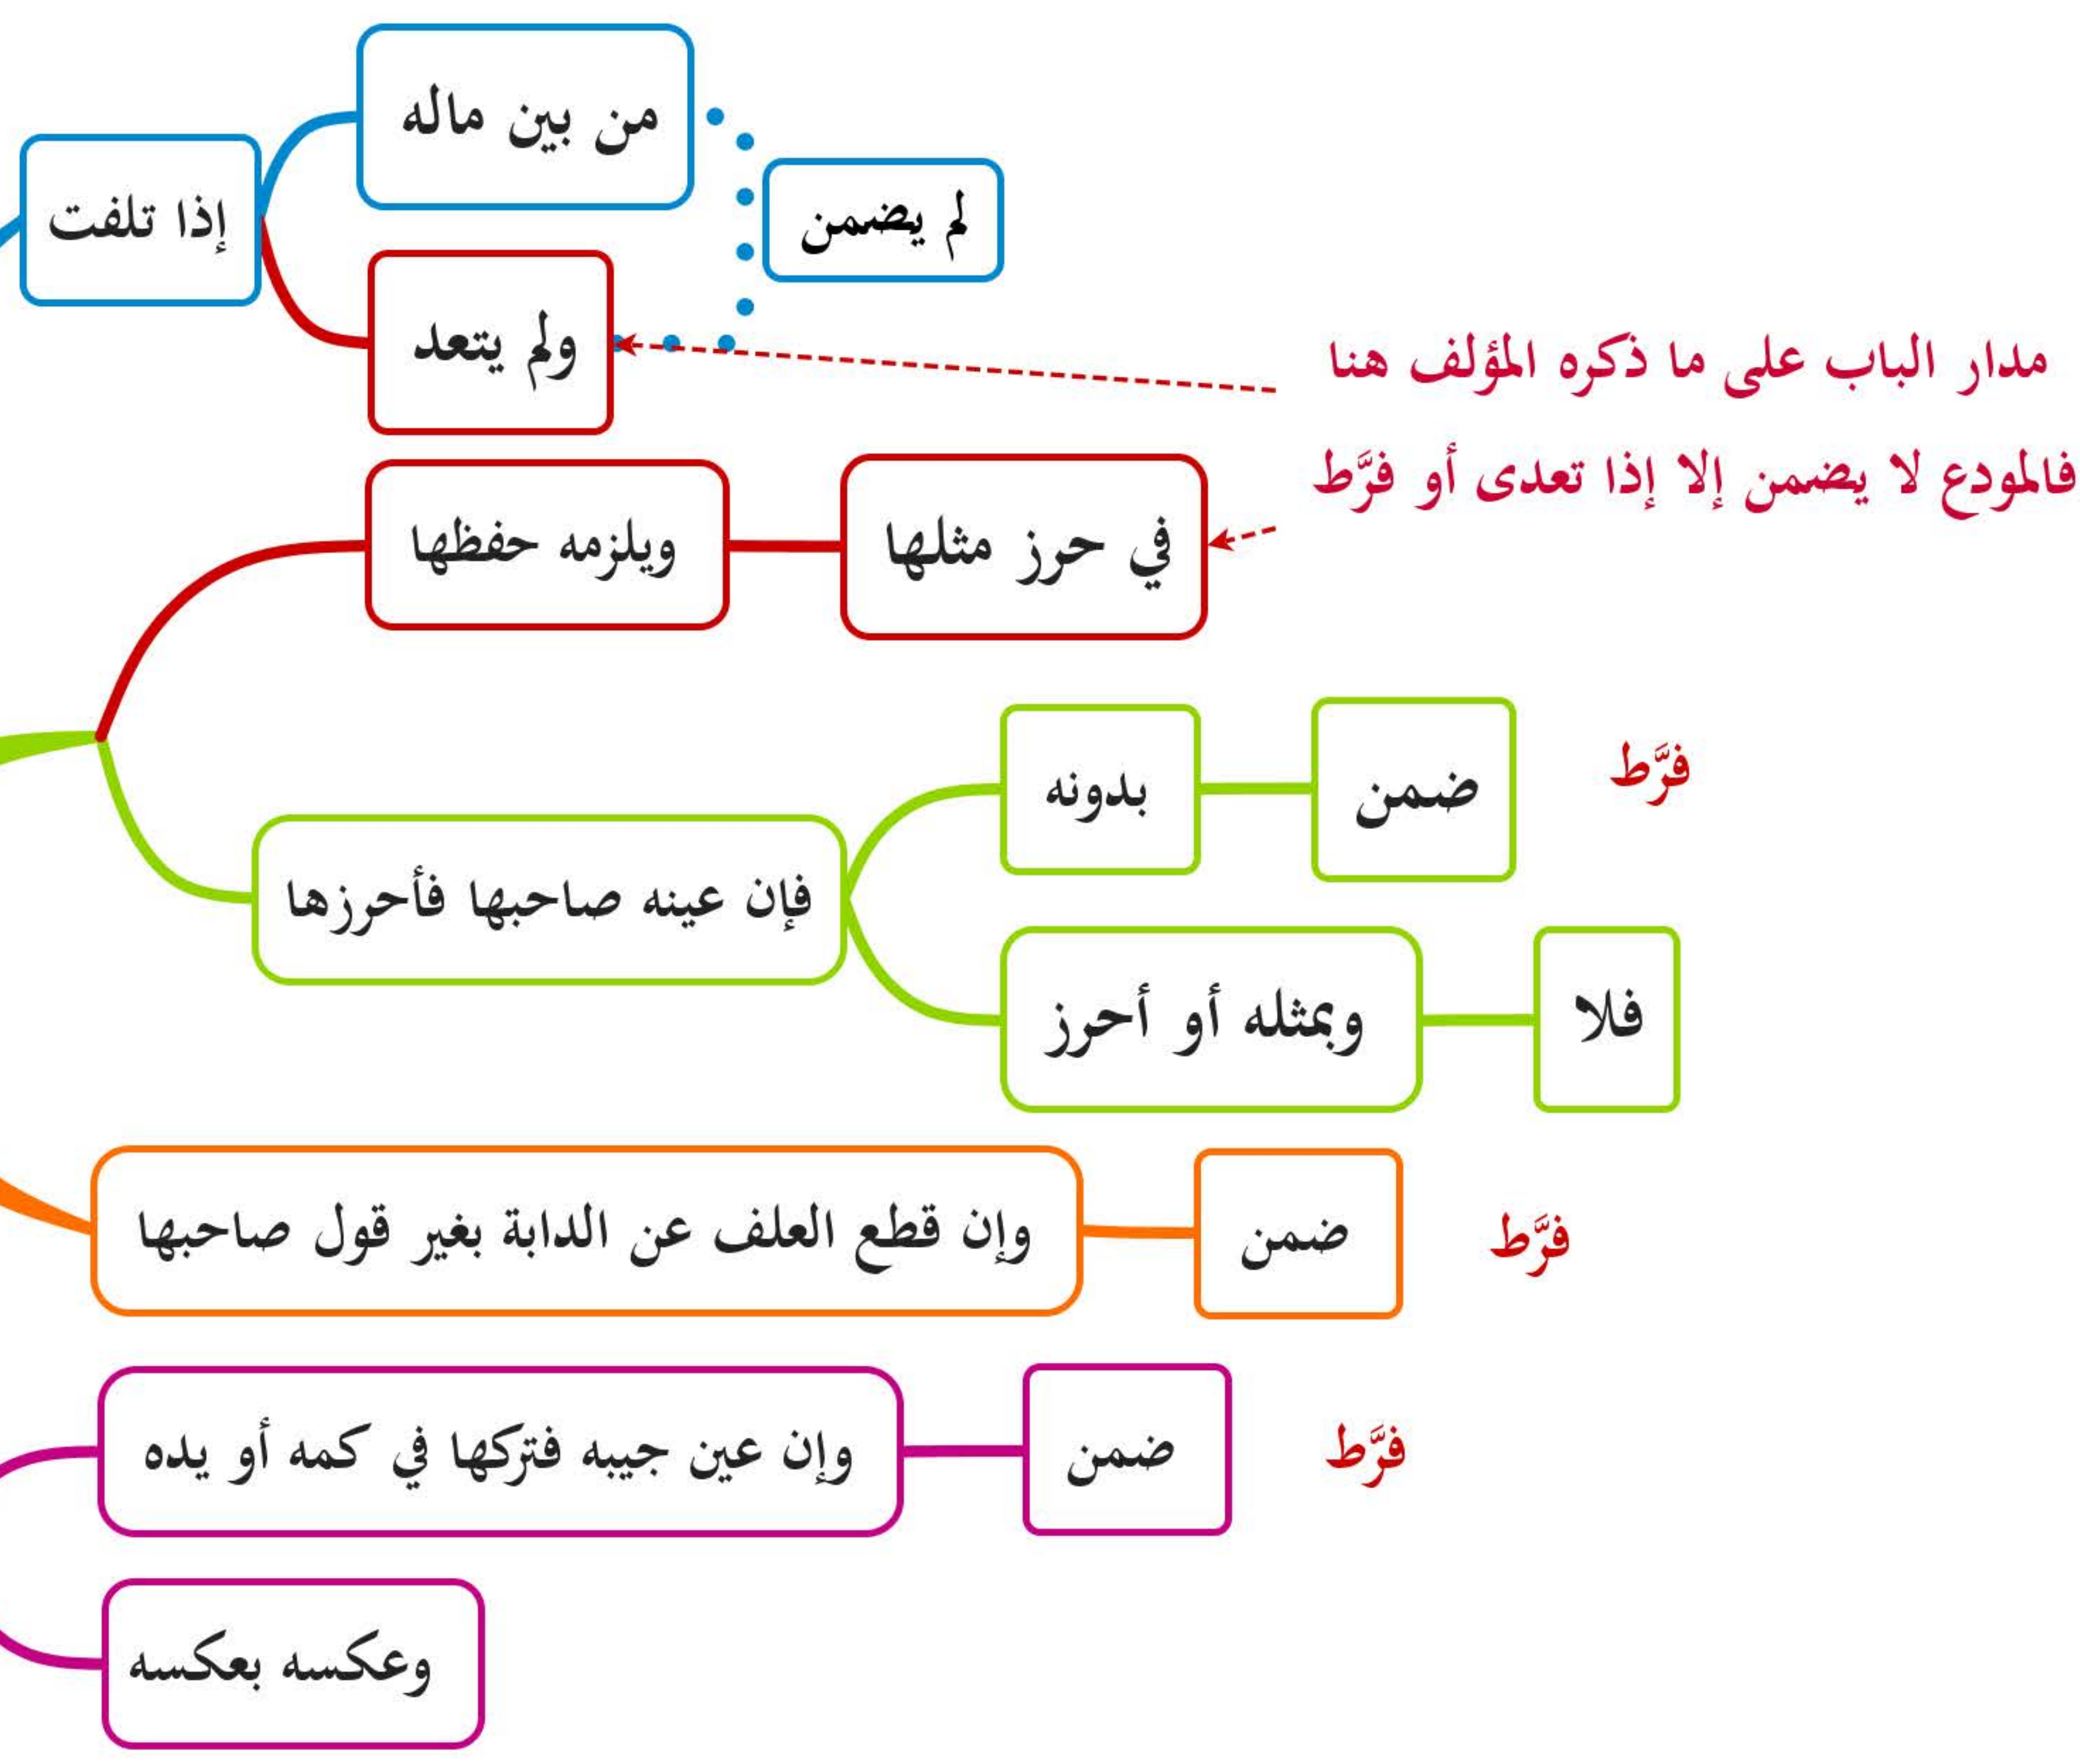 من بين ماله
إذا تلفت
لم يضمن
ولم يتعد
مدار الباب على ما ذكره المؤلف هنا
فالمودع لا يضمن إلا إذا تعدى أو فرَّط
ويلزمه حفظها
في حرز مثلها
فإن عينه صاحبها فأحرزها
بدونه
ضمن
فرَّط
وبمثله أو أحرز
فلا
وإن قطع العلف عن الدابة بغير قول صاحبها
ضمن
فرَّط
وإن عين جيبه فتركها في كمه أو يده
ضمن
فرَّط
وعكسه بعكسه